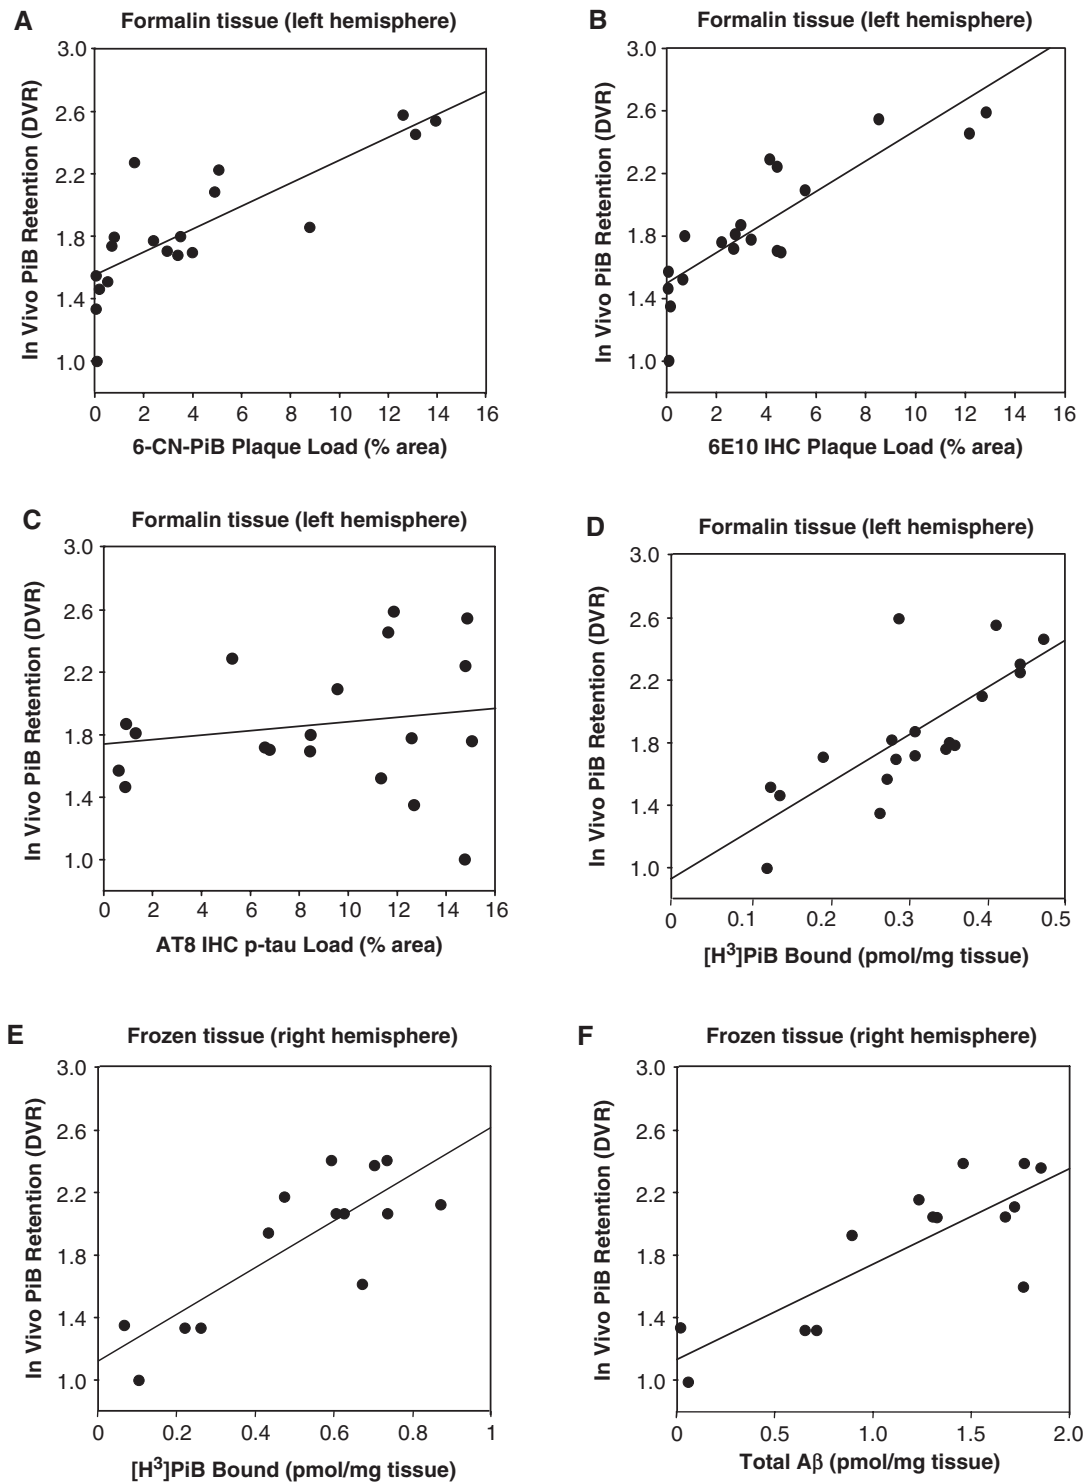 A
Formalin tissue (left hemisphere)
In Vivo PiB Retention (DVR)
3.0
2.6
2.2
1.8
1.4
1.0
0 2 4 6 8 10 12 14 16
6-CN-PiB Plaque Load (% area)
B
Formalin tissue (left hemisphere)
In Vivo PiB Retention (DVR)
3.0
2.6
2.2
1.8
1.4
1.0
0 2 4 6 8 10 12 14 16
6E10 IHC Plaque Load (% area)
C
Formalin tissue (left hemisphere)
In Vivo PiB Retention (DVR)
3.0
2.6
2.2
1.8
1.4
1.0
0 2 4 6 8 10 12 14 16
AT8 IHC p-tau Load (% area)
D
Formalin tissue (left hemisphere)
In Vivo PiB Retention (DVR)
3.0
2.6
2.2
1.8
1.4
1.0
0 0.1 0.2 0.3 0.4 0.5
[H³]PiB Bound (pmol/mg tissue)
E
Frozen tissue (right hemisphere)
In Vivo PiB Retention (DVR)
3.0
2.6
2.2
1.8
1.4
1.0
0 0.2 0.4 0.6 0.8 1
[H³]PiB Bound (pmol/mg tissue)
F
Frozen tissue (right hemisphere)
In Vivo PiB Retention (DVR)
3.0
2.6
2.2
1.8
1.4
1.0
0 0.5 1.0 1.5 2.0
Total Aβ (pmol/mg tissue)